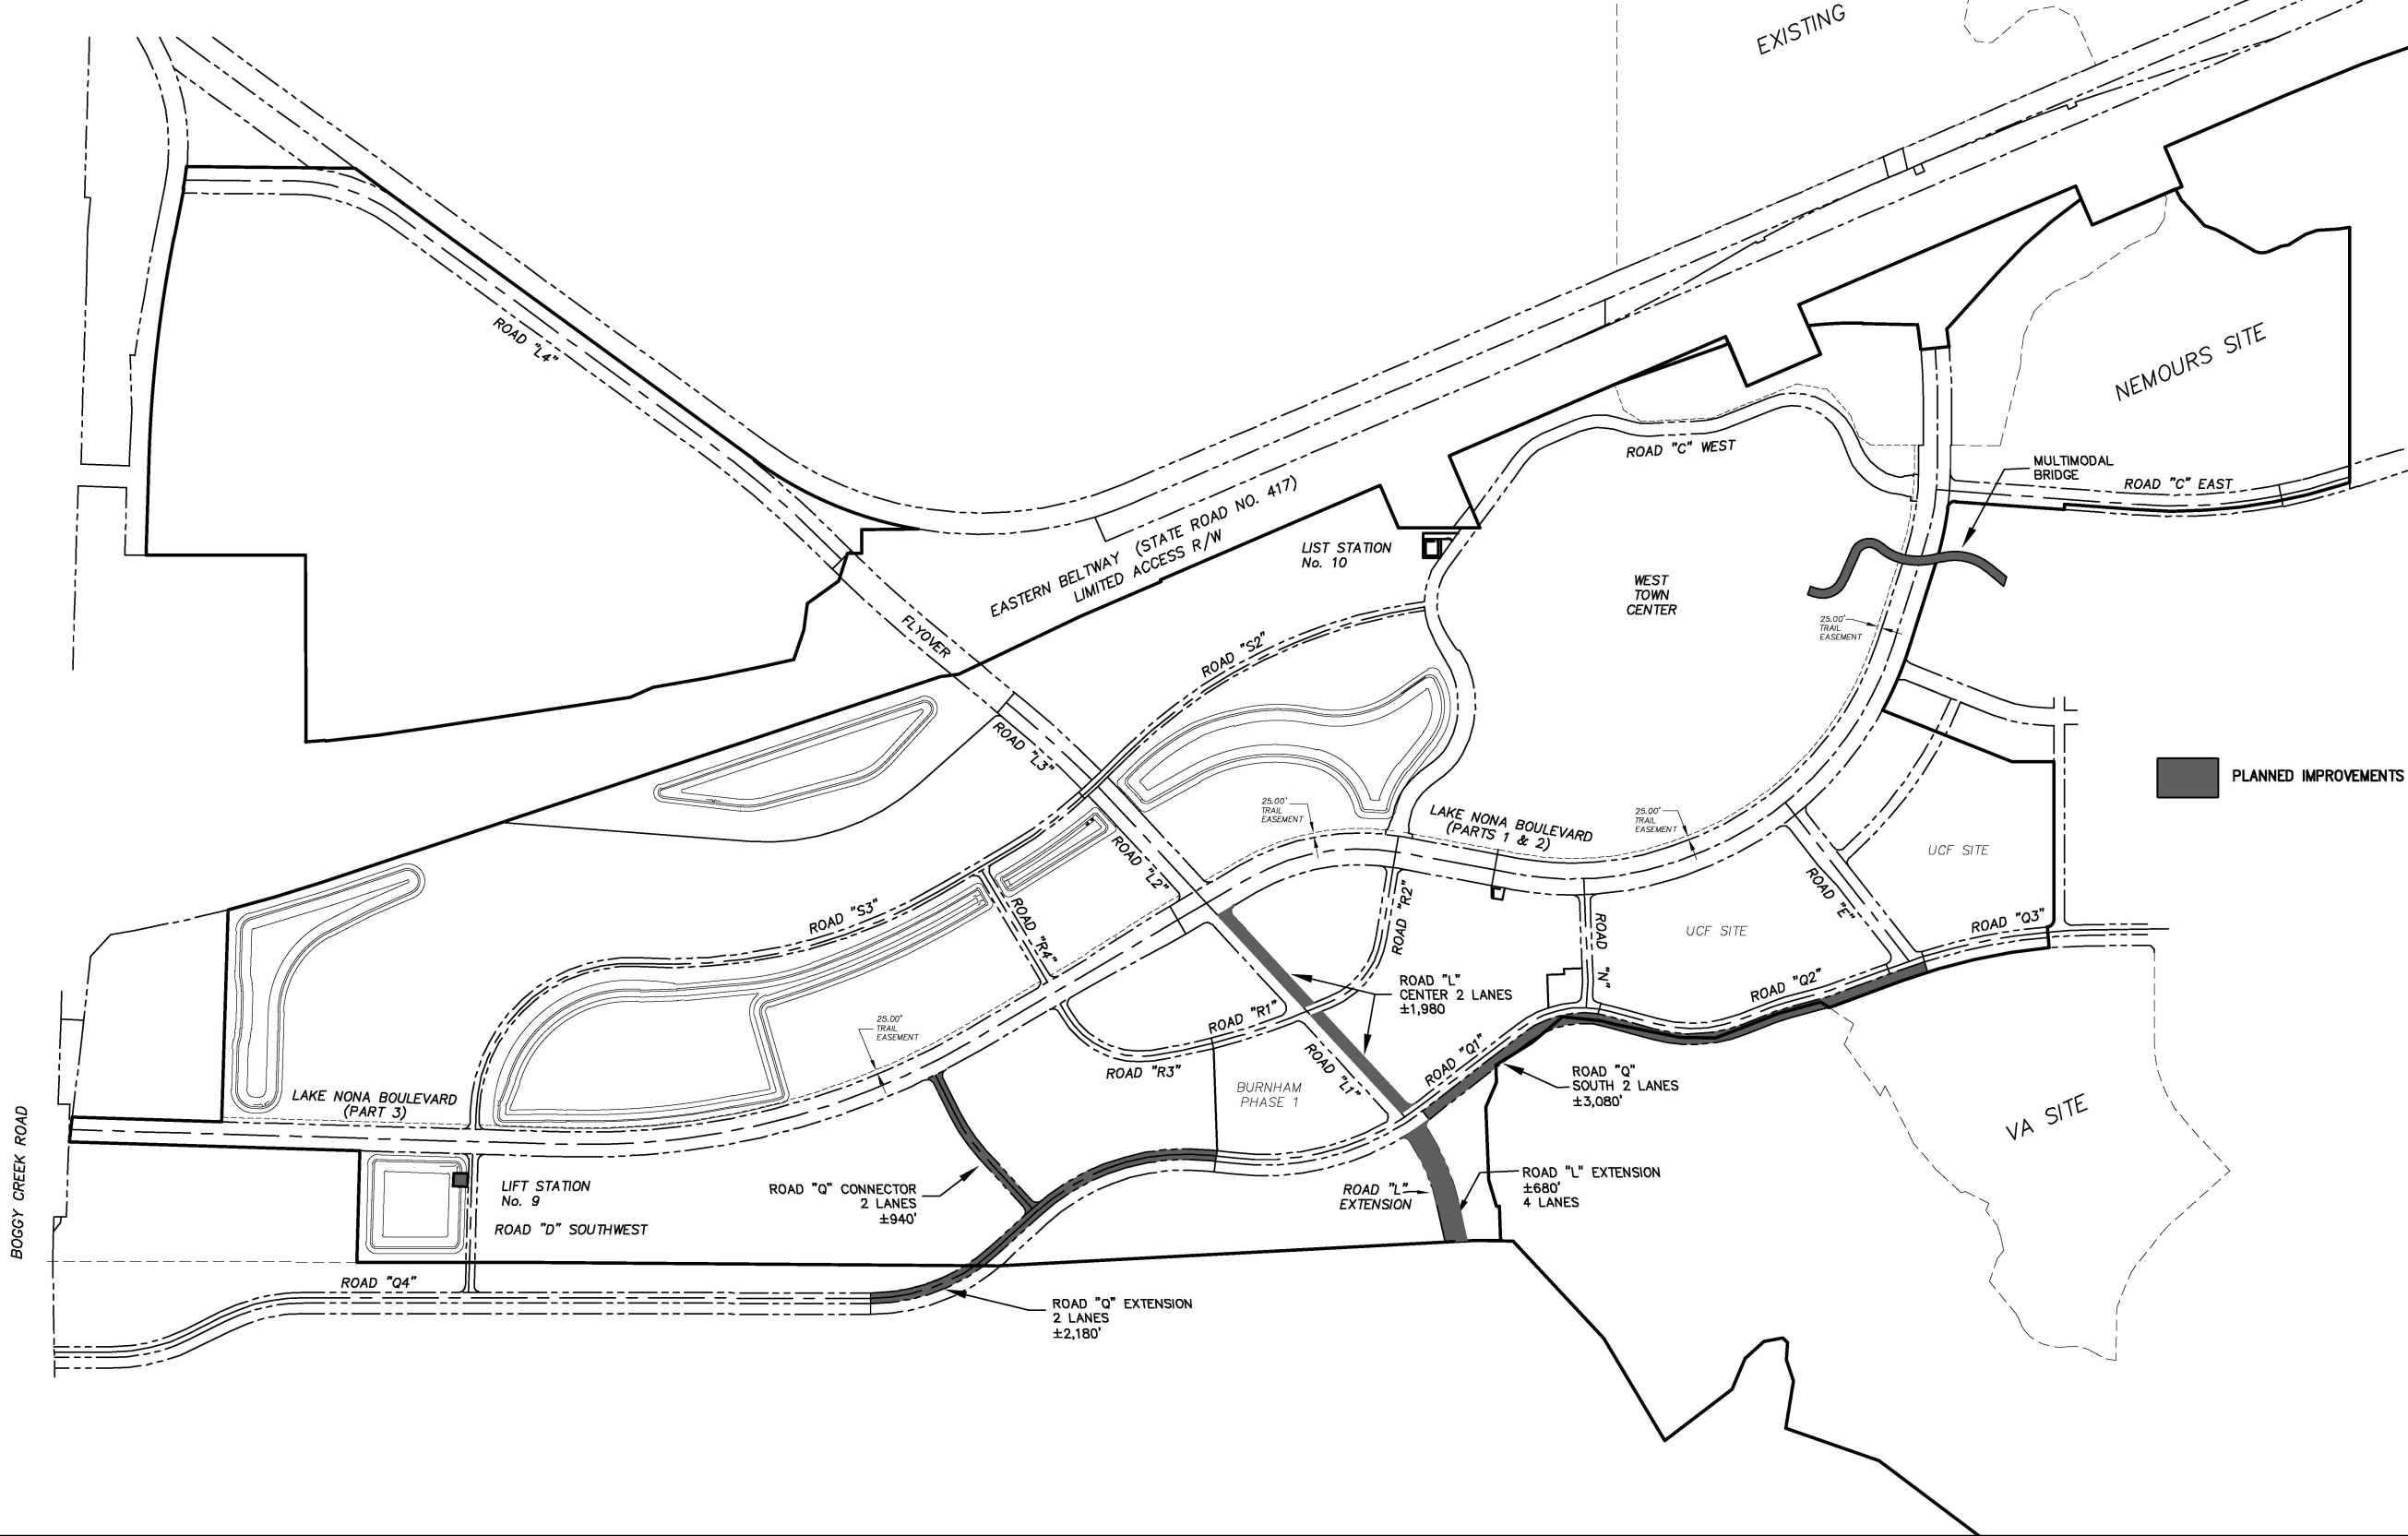 EXISTING
NEMOURS SITE
ROAD "L4"
ROAD "C" WEST
MULTIMODAL
BRIDGE
ROAD "C" EAST
EASTERN BELTWAY (STATE ROAD NO. 417)
LIMITED ACCESS R/W
LIST STATION
No. 10
WEST
TOWN
CENTER
25.00'
TRAIL
EASEMENT
FLYOVER
ROAD "S2"
ROAD "L3"
PLANNED IMPROVEMENTS
25.00'
TRAIL
EASEMENT
LAKE NONA BOULEVARD
(PARTS 1 & 2)
25.00'
TRAIL
EASEMENT
UCF SITE
ROAD "L2"
ROAD "E"
ROAD "S3"
ROAD "R4"
ROAD "R2"
ROAD "N"
UCF SITE
ROAD "Q3"
ROAD "L"
CENTER 2 LANES
±1,980
ROAD "Q2"
25.00'
TRAIL
EASEMENT
ROAD "R1"
ROAD "R3"
ROAD "L1"
ROAD "Q1"
ROAD "Q"
SOUTH 2 LANES
±3,080'
BURNHAM
PHASE 1
VA SITE
LAKE NONA BOULEVARD
(PART 3)
BOGGY CREEK ROAD
LIFT STATION
No. 9
ROAD "D" SOUTHWEST
ROAD "Q" CONNECTOR
2 LANES
±940'
ROAD "L"
EXTENSION
ROAD "L" EXTENSION
±680'
4 LANES
ROAD "Q4"
ROAD "Q" EXTENSION
2 LANES
±2,180'